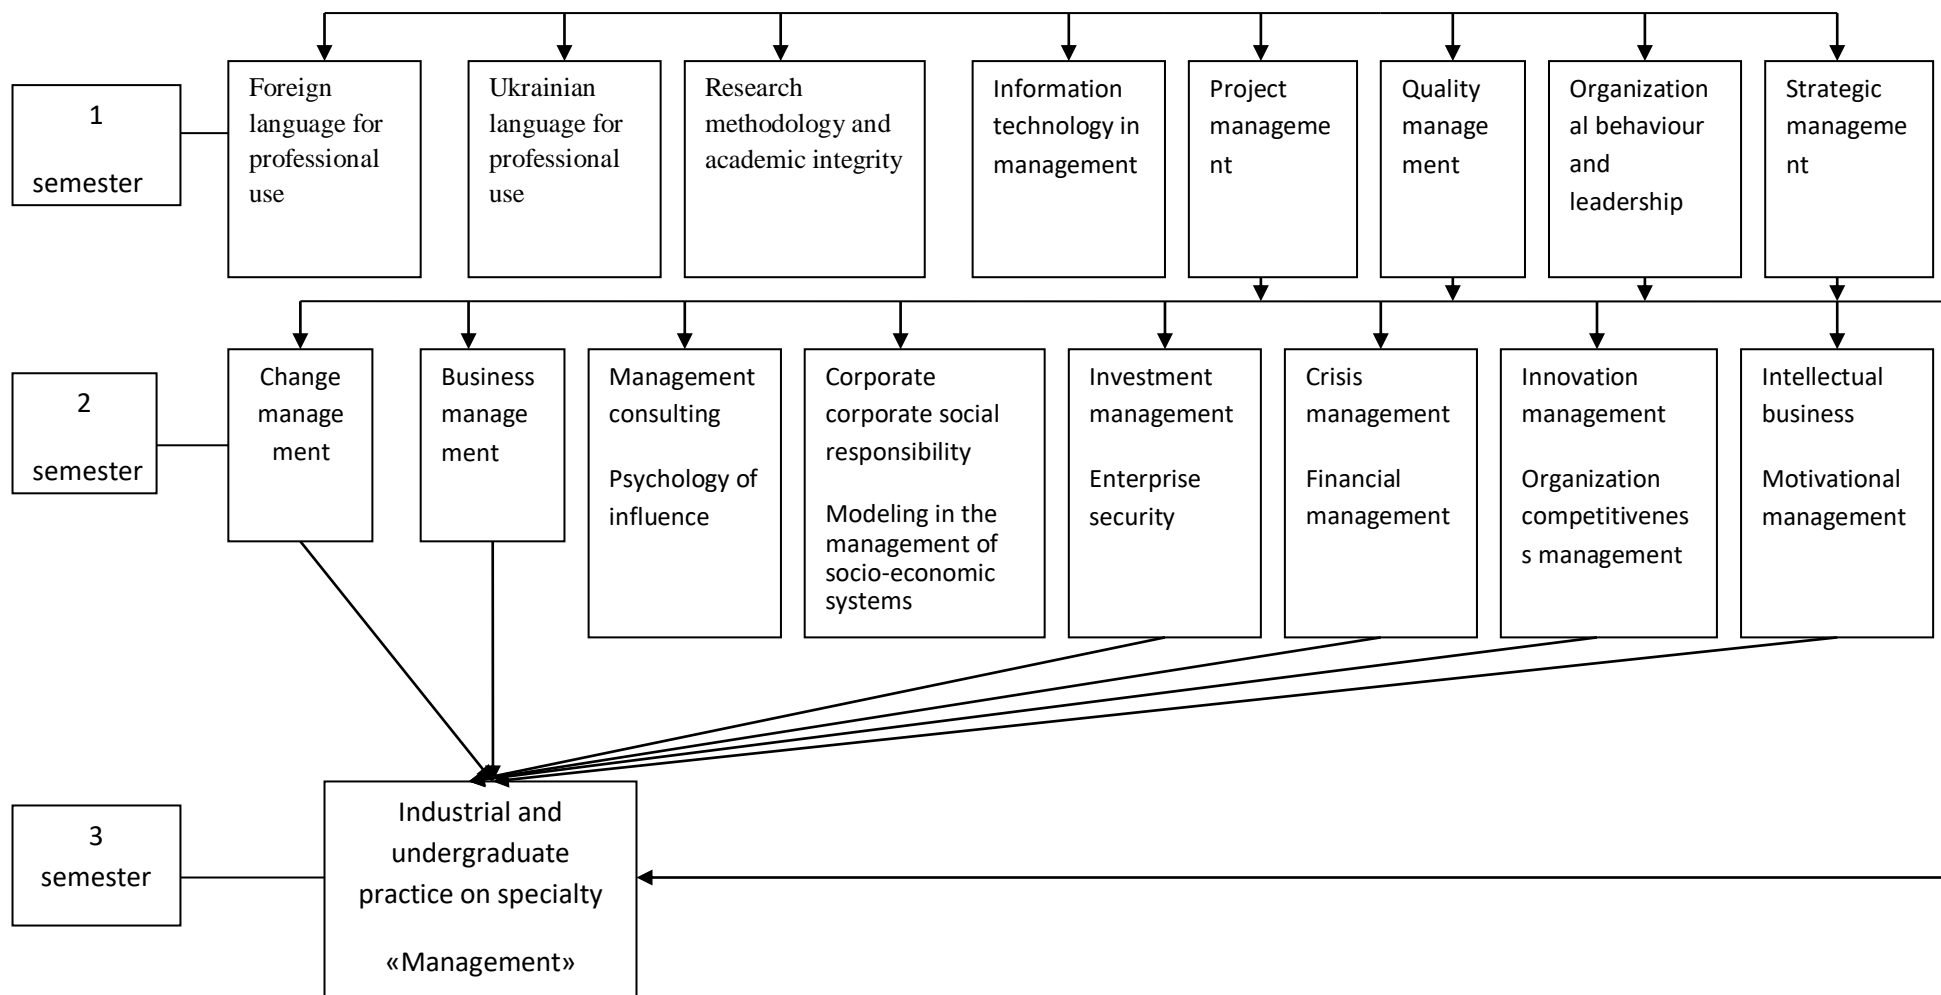 1
semester
Foreign
language for
professional
use
Ukrainian
language for
professional
use
Research
methodology and
academic integrity
Information
technology in
management
Project
manageme
nt
Quality
manage
ment
Organization
al behaviour
and
leadership
Strategic
manageme
nt
2
semester
Change
manage
ment
Business
manage
ment
Management
consulting
Psychology of
influence
Corporate
corporate social
responsibility
Modeling in the
management of
socio-economic
systems
Investment
management
Enterprise
security
Crisis
management
Financial
management
Innovation
management
Organization
competitivenes
s management
Intellectual
business
Motivational
management
3
semester
Industrial and
undergraduate
practice on specialty
«Management»